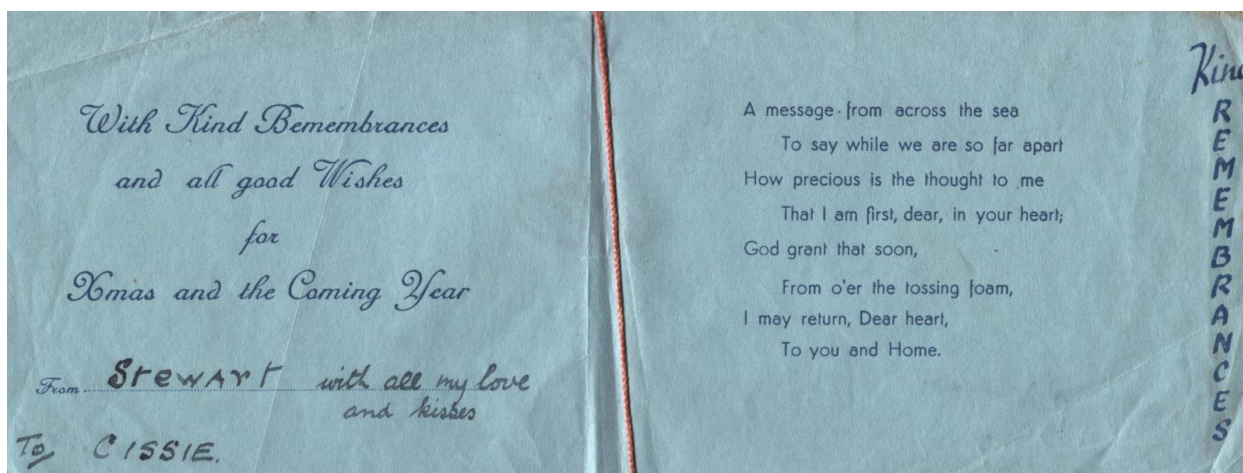 With Kind Remembrances
and all good Wishes
for
Xmas and the Coming Year
From Stewart with all my love
and kisses
To CISSIE.
A message from across the sea
To say while we are so far apart
How precious is the thought to me
That I am first, dear, in your heart;
God grant that soon,
From o'er the tossing foam,
I may return, Dear heart,
To you and Home.
Kind
REMEMBRANCES